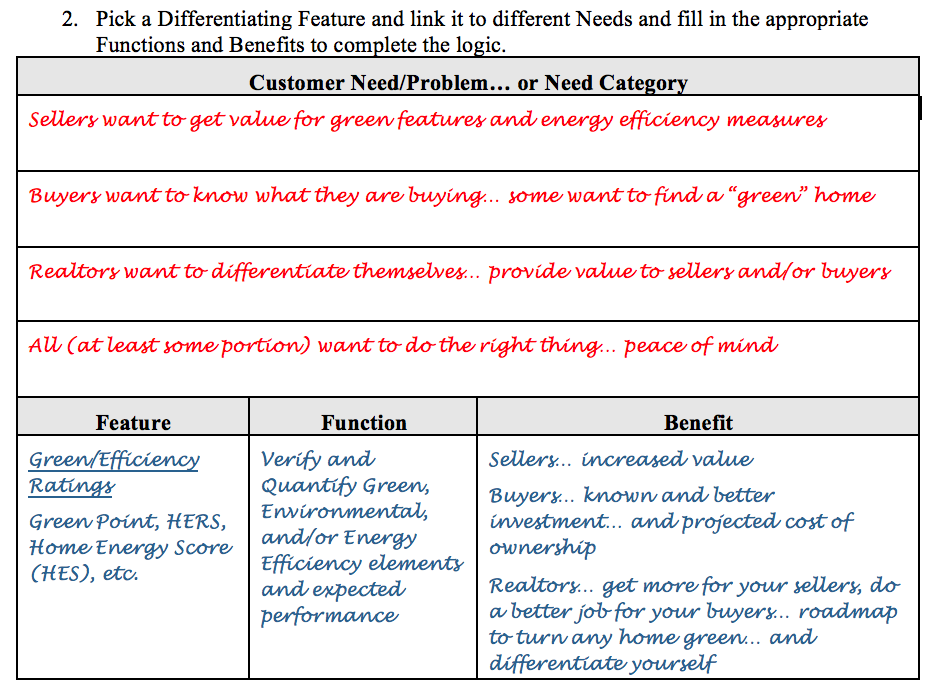 2. Pick a Differentiating Feature and link it to different Needs and fill in the appropriate
Functions and Benefits to complete the logic.
Customer Need/Problem… or Need Category
Sellers want to get value for green features and energy efficiency measures
Buyers want to know what they are buying… some want to find a “green” home
Realtors want to differentiate themselves… provide value to sellers and/or buyers
All (at least some portion) want to do the right thing… peace of mind
Feature
Function
Benefit
Green/Efficiency
Ratings
Green Point, HERS,
Home Energy Score
(HES), etc.
Verify and
Quantify Green,
Environmental,
and/or Energy
Efficiency elements
and expected
performance
Sellers… increased value
Buyers… known and better
investment… and projected cost of
ownership
Realtors… get more for your sellers, do
a better job for your buyers… roadmap
to turn any home green… and
differentiate yourself